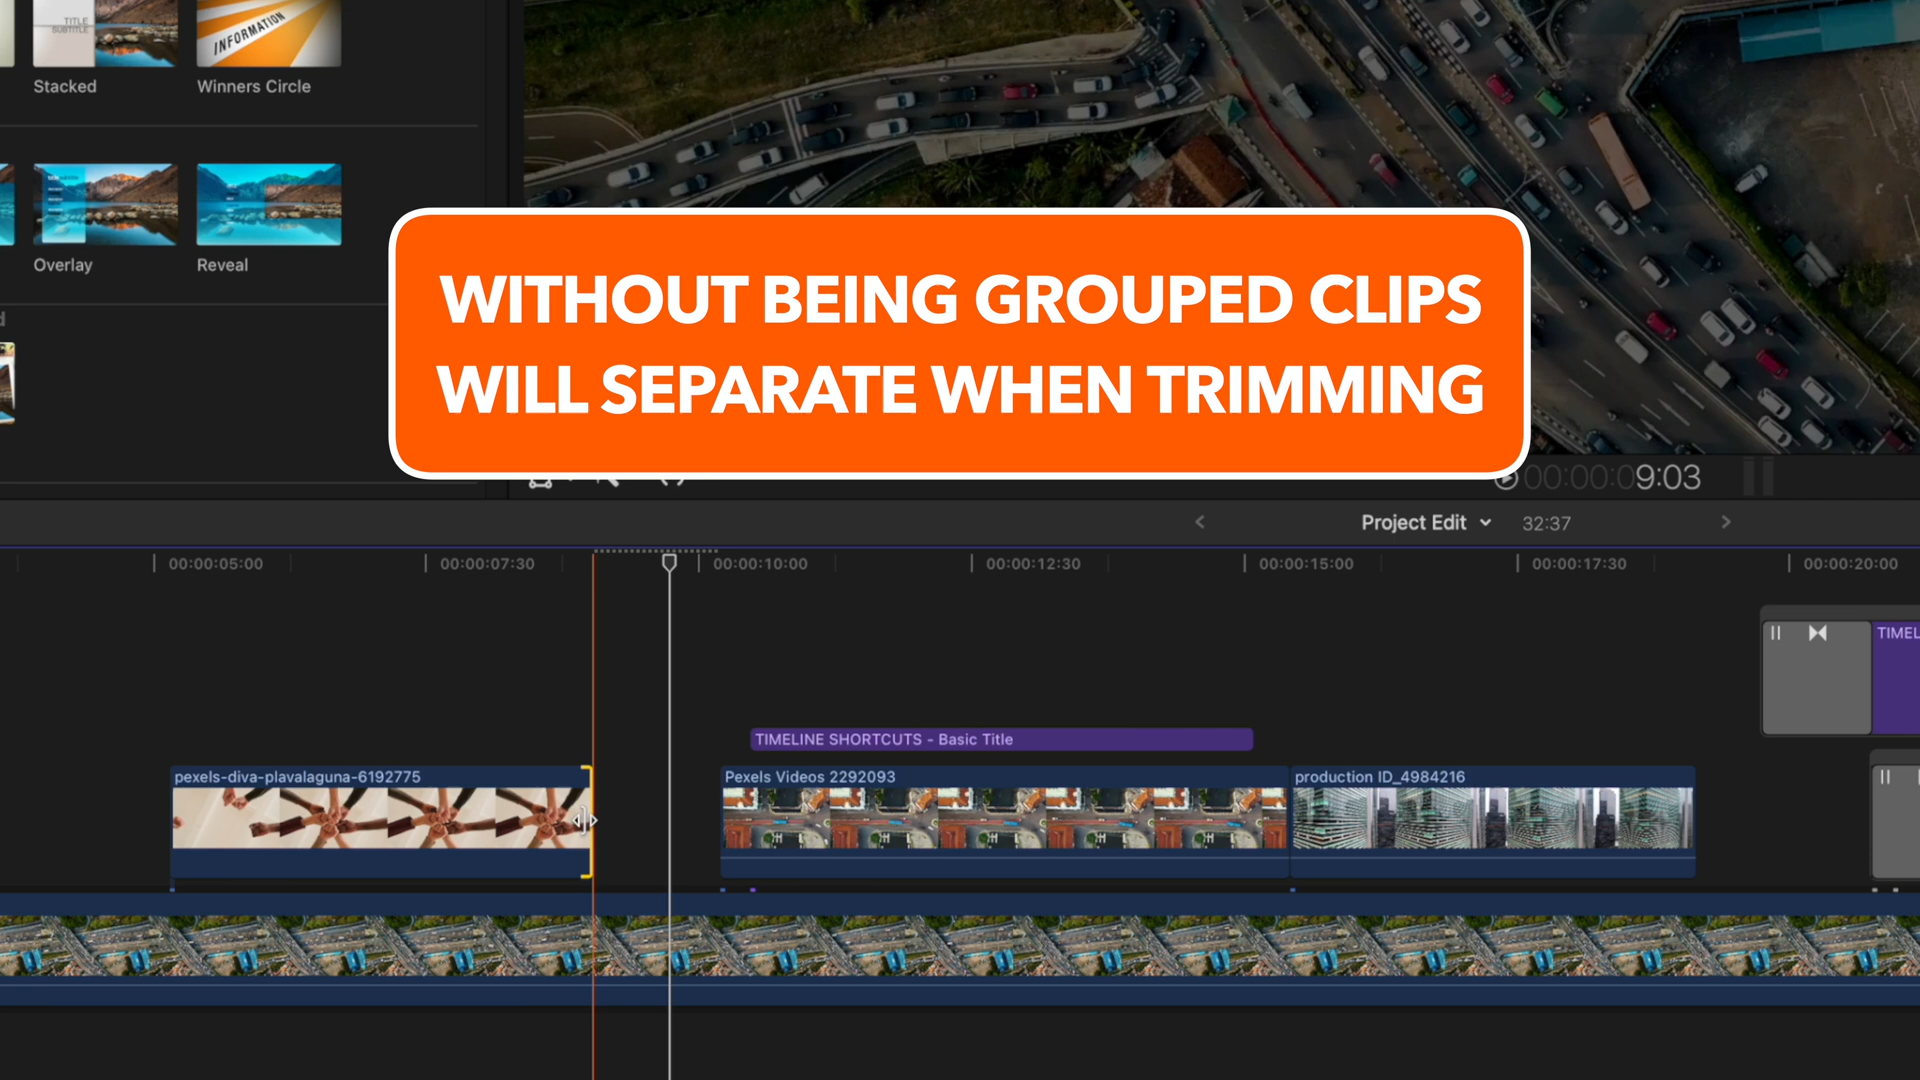 TITLE
SUBTITLE
INFORMATION
Stacked
Winners Circle
Overlay
Reveal
d
WITHOUT BEING GROUPED CLIPS
WILL SEPARATE WHEN TRIMMING
00:00:09:03
Project Edit
32:37
00:00:05:00
00:00:07:30
00:00:10:00
00:00:12:30
00:00:15:00
00:00:17:30
00:00:20:00
TIMEL
TIMELINE SHORTCUTS - Basic Title
pexels-diva-plavalaguna-6192775
Pexels Videos 2292093
production ID_4984216